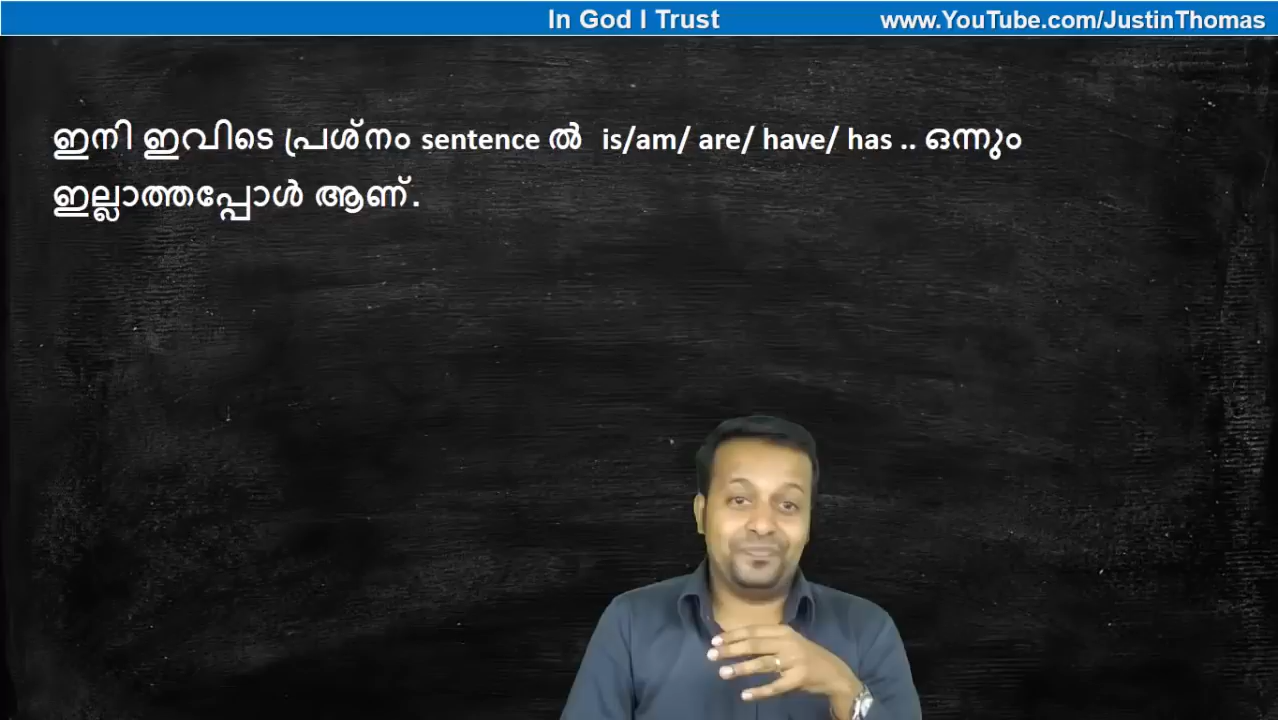 In God I Trust
www.YouTube.com/JustinThomas
ഇനി ഇവിടെ പ്രശ്നം sentence ൽ is/am/ are/ have/ has .. ഒന്നും
ഇല്ലാത്തപ്പോൾ ആണ്.